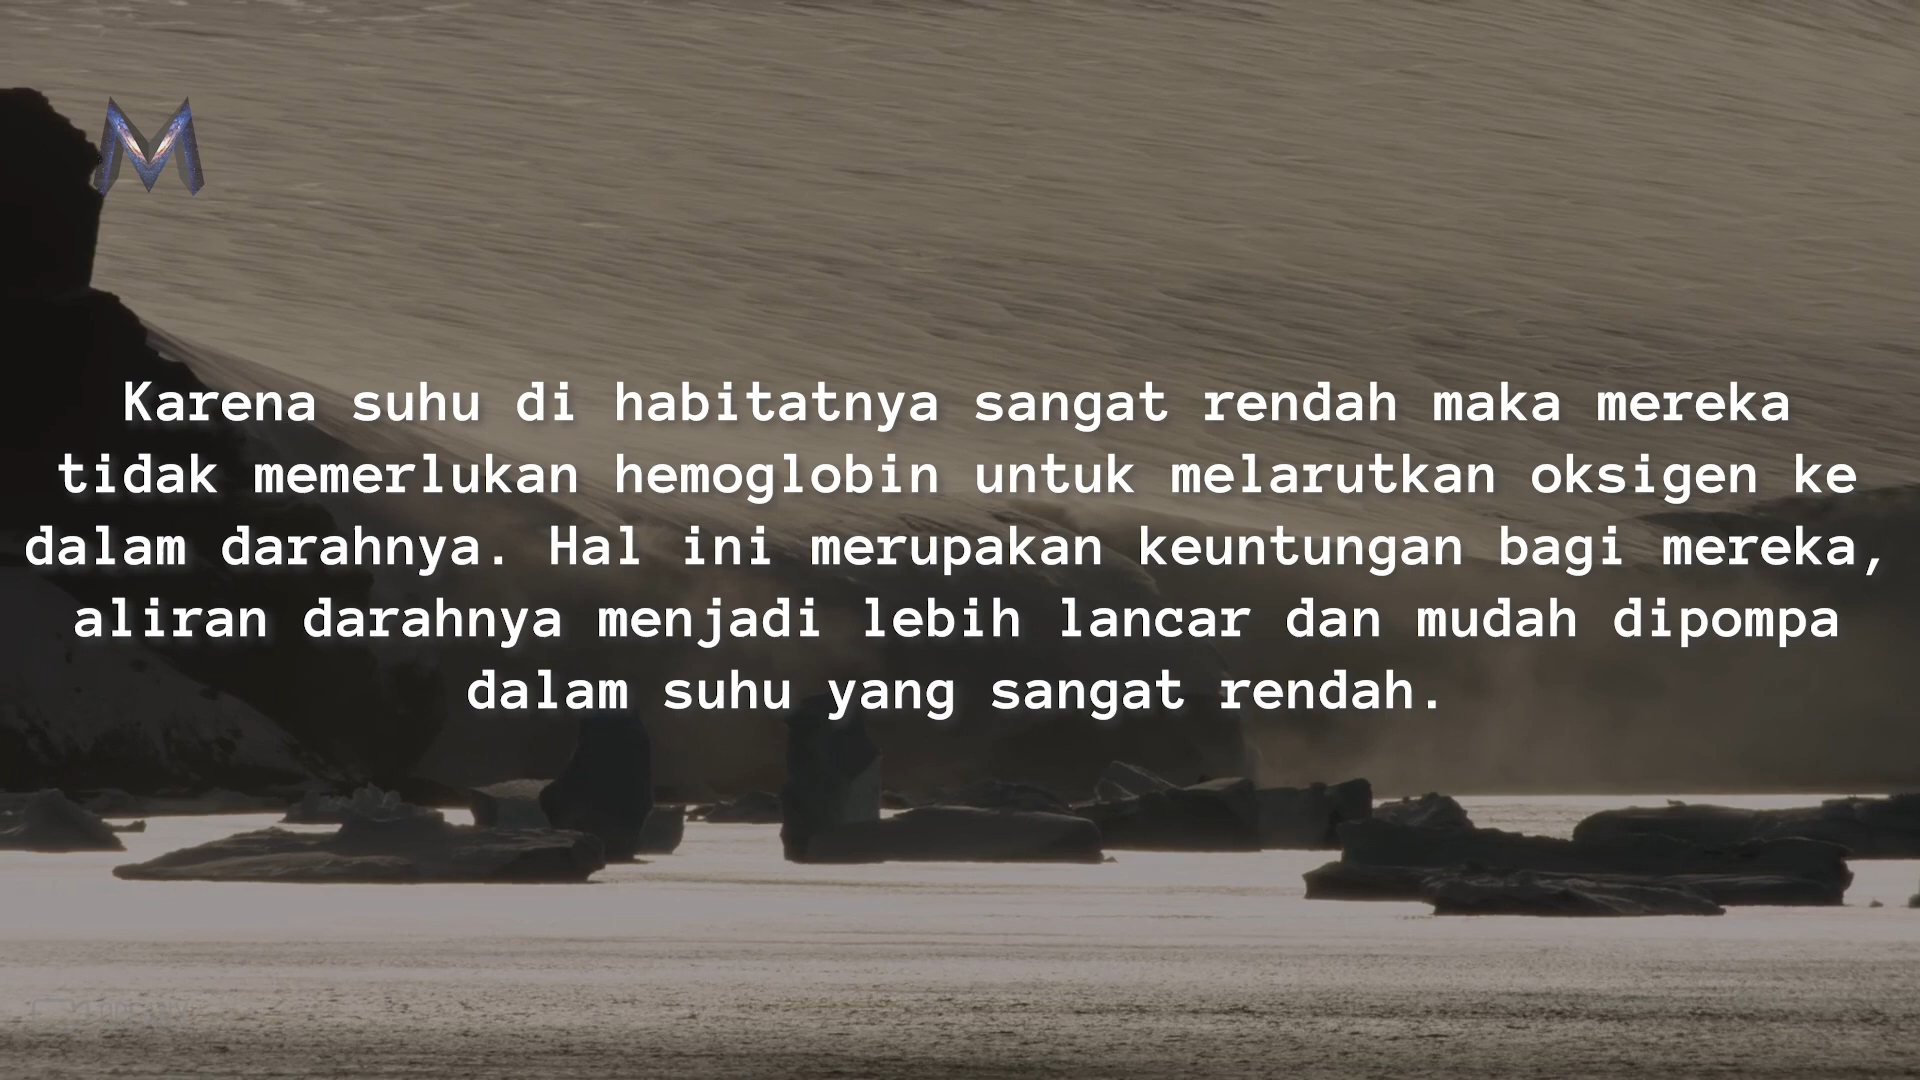 M
Karena suhu di habitatnya sangat rendah maka mereka
tidak memerlukan hemoglobin untuk melarutkan oksigen ke
dalam darahnya. Hal ini merupakan keuntungan bagi mereka,
aliran darahnya menjadi lebih lancar dan mudah dipompa
dalam suhu yang sangat rendah.